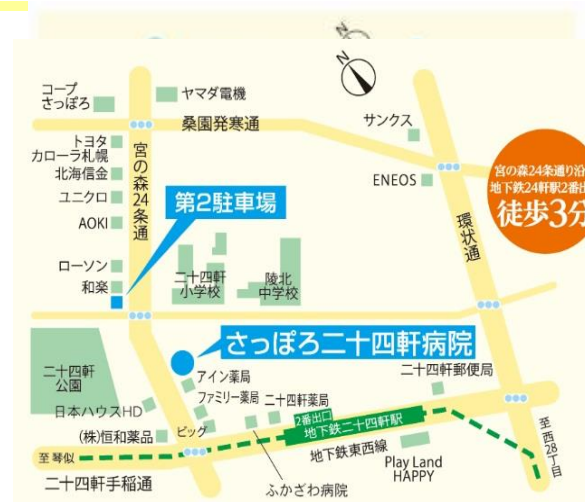 N
N
コープ
さっぽろ
ヤマダ電機
桑園発寒通
サンクス
トヨタ
カローラ札幌
宮の森24条通
北海信金
ENEOS
宮の森24条通り沿
地下鉄24軒駅2番出
徒歩3分
ユニクロ
第2駐車場
AOKI
環状通
ローソン
和楽
二十四軒
小学校
陵北
中学校
さっぽろ二十四軒病院
二十四軒
公園
アイン薬局
二十四軒郵便局
ファミリー薬局
二十四軒薬局
日本ハウスHD
2番出口
地下鉄二十四軒駅
(株)恒和薬品
ビッグ
地下鉄東西線
至西28丁目
至琴似
Play Land
HAPPY
二十四軒手稲通
ふかざわ病院